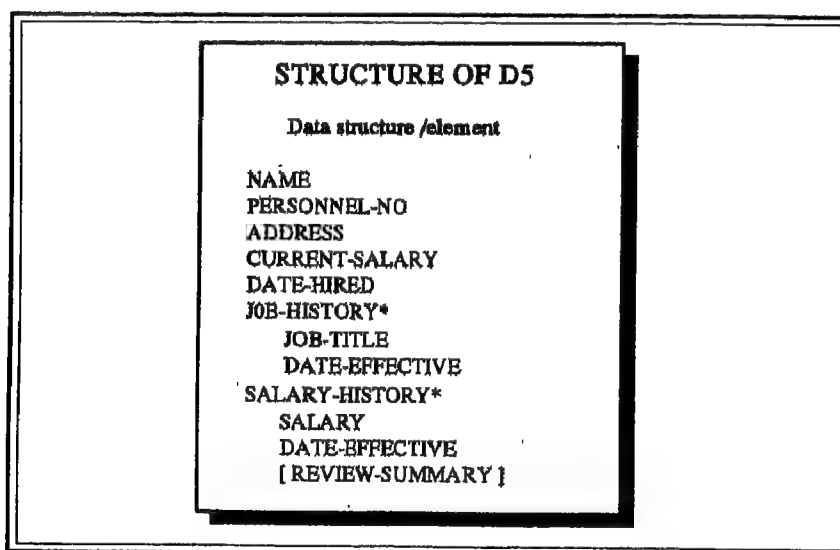 STRUCTURE OF D5
Data structure /element
NAME
PERSONNEL-NO
ADDRESS
CURRENT-SALARY
DATE-HIRED
JOB-HISTORY*
JOB-TITLE
DATE-EFFECTIVE
SALARY-HISTORY*
SALARY
DATE-EFFECTIVE
[ REVIEW-SUMMARY ]